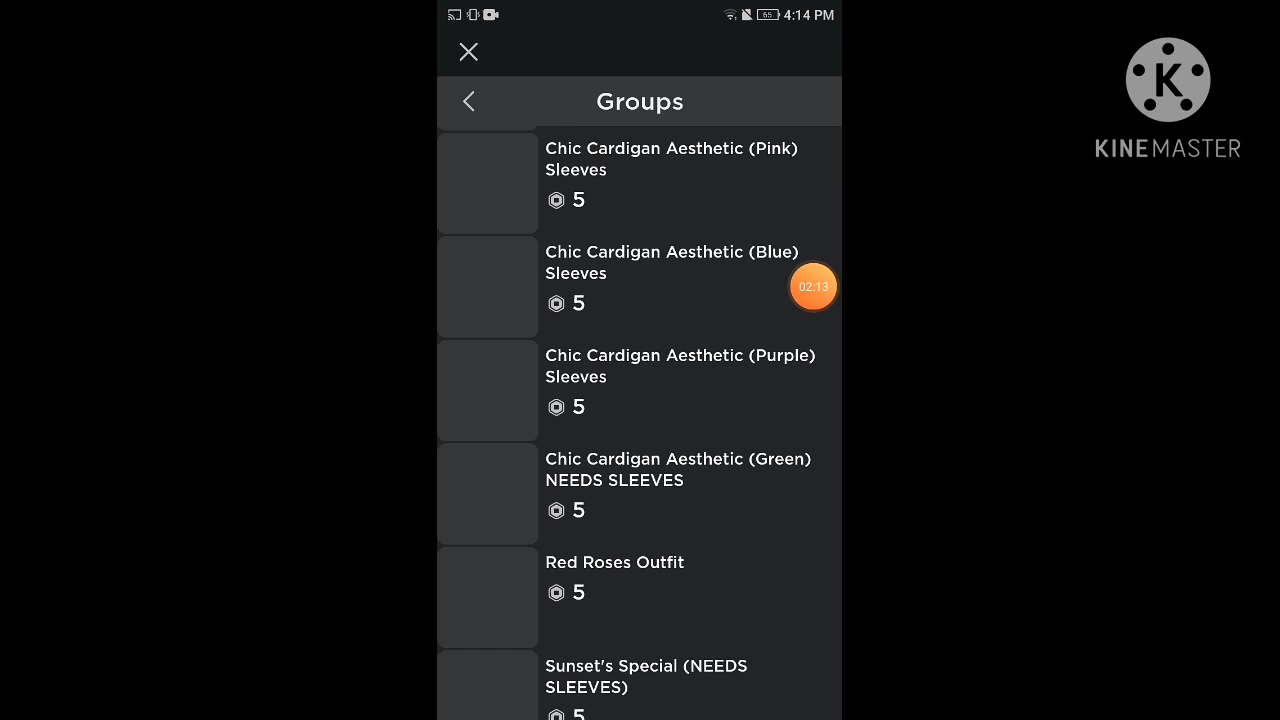 65 4:14 PM
Groups
K
KINEMASTER
Chic Cardigan Aesthetic (Pink)
Sleeves
5
Chic Cardigan Aesthetic (Blue)
Sleeves
5
02:13
Chic Cardigan Aesthetic (Purple)
Sleeves
5
Chic Cardigan Aesthetic (Green)
NEEDS SLEEVES
5
Red Roses Outfit
5
Sunset's Special (NEEDS
SLEEVES)
5